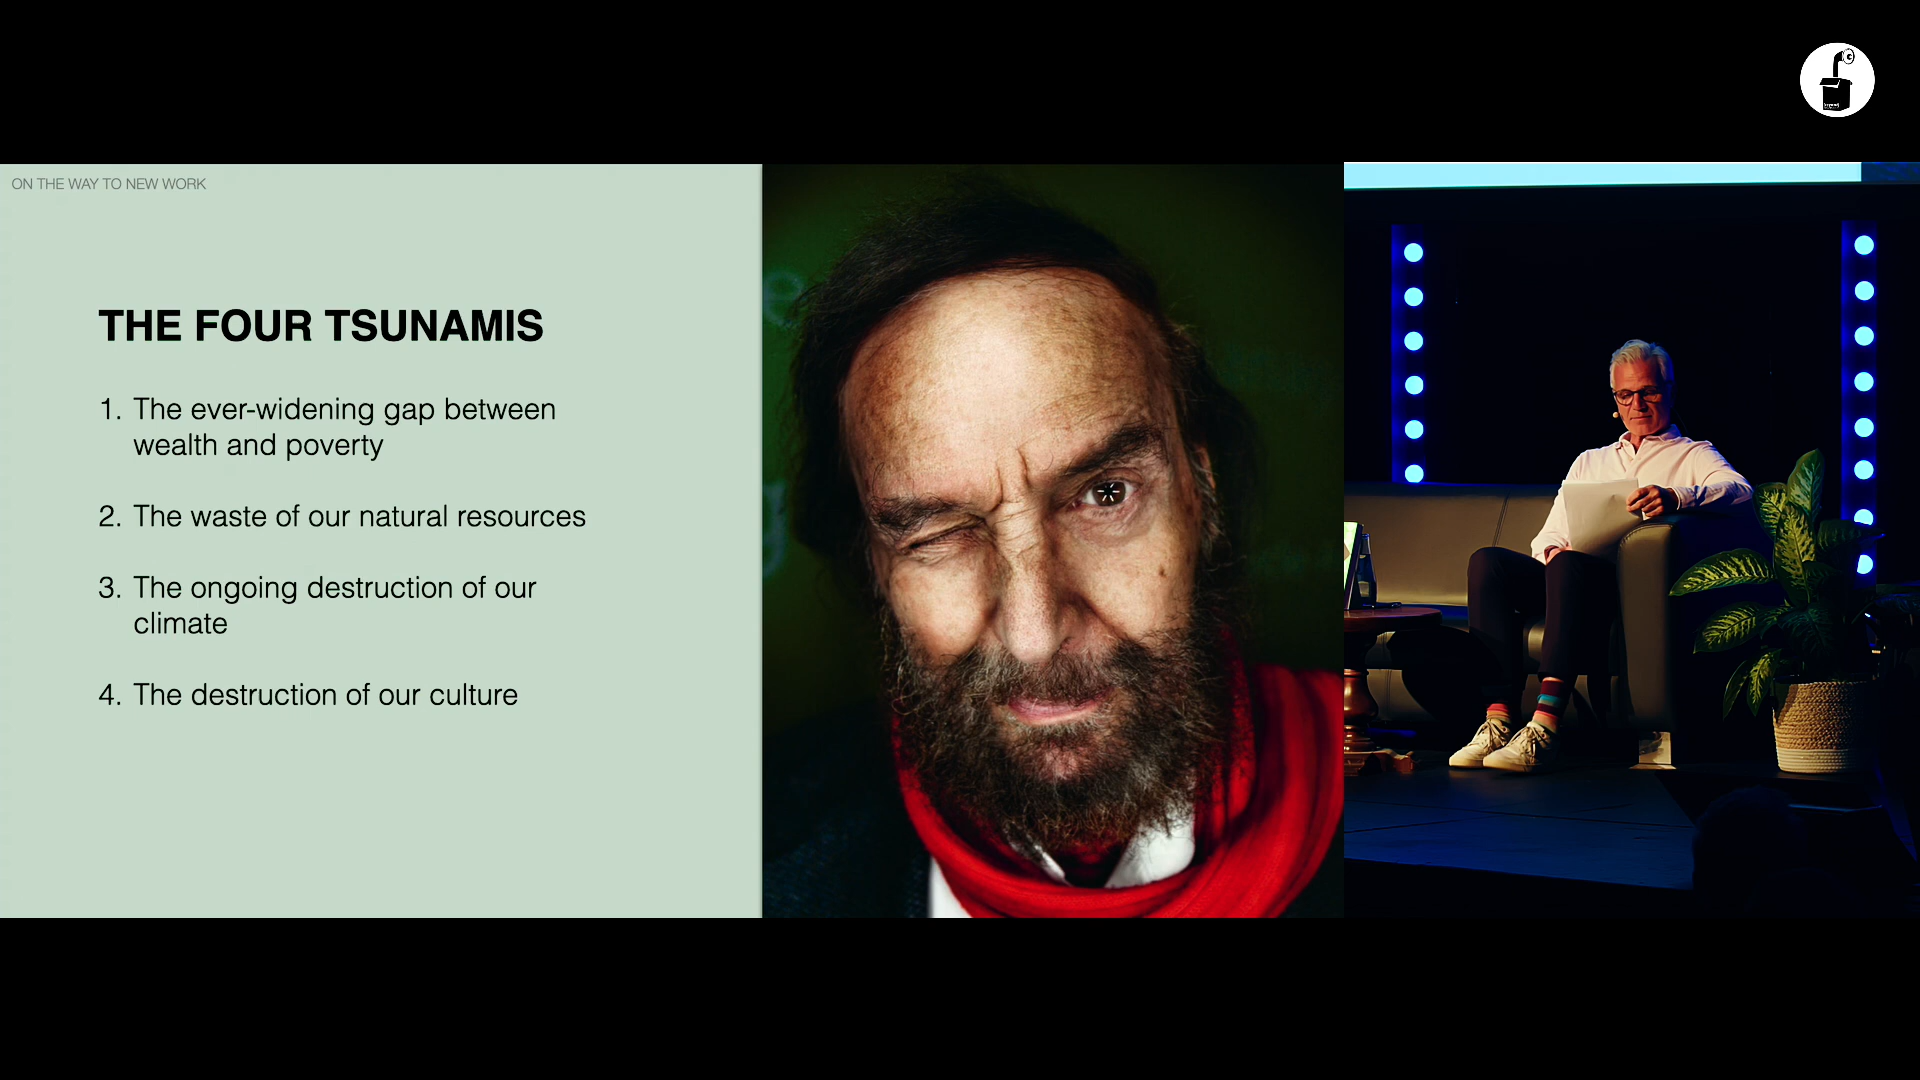 ON THE WAY TO NEW WORK
THE FOUR TSUNAMIS
1. The ever-widening gap between
wealth and poverty
2. The waste of our natural resources
3. The ongoing destruction of our
climate
4. The destruction of our culture